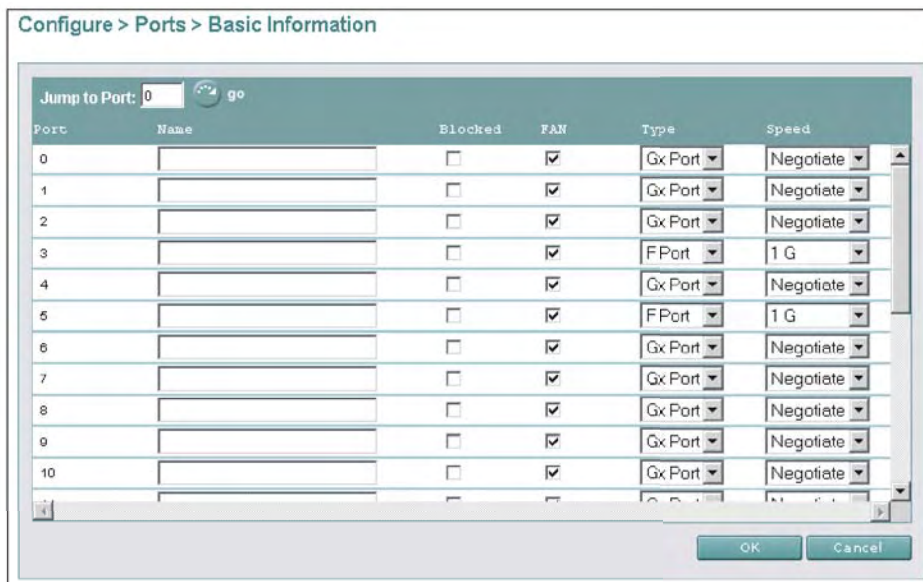 Configure > Ports > Basic Information
Jump to Port: 0 go
Port Name Blocked FAN Type Speed
0 Gx Port Negotiate
1 Gx Port Negotiate
2 Gx Port Negotiate
3 F Port 1 G
4 Gx Port Negotiate
5 F Port 1 G
6 Gx Port Negotiate
7 Gx Port Negotiate
8 Gx Port Negotiate
9 Gx Port Negotiate
10 Gx Port Negotiate
OK Cancel